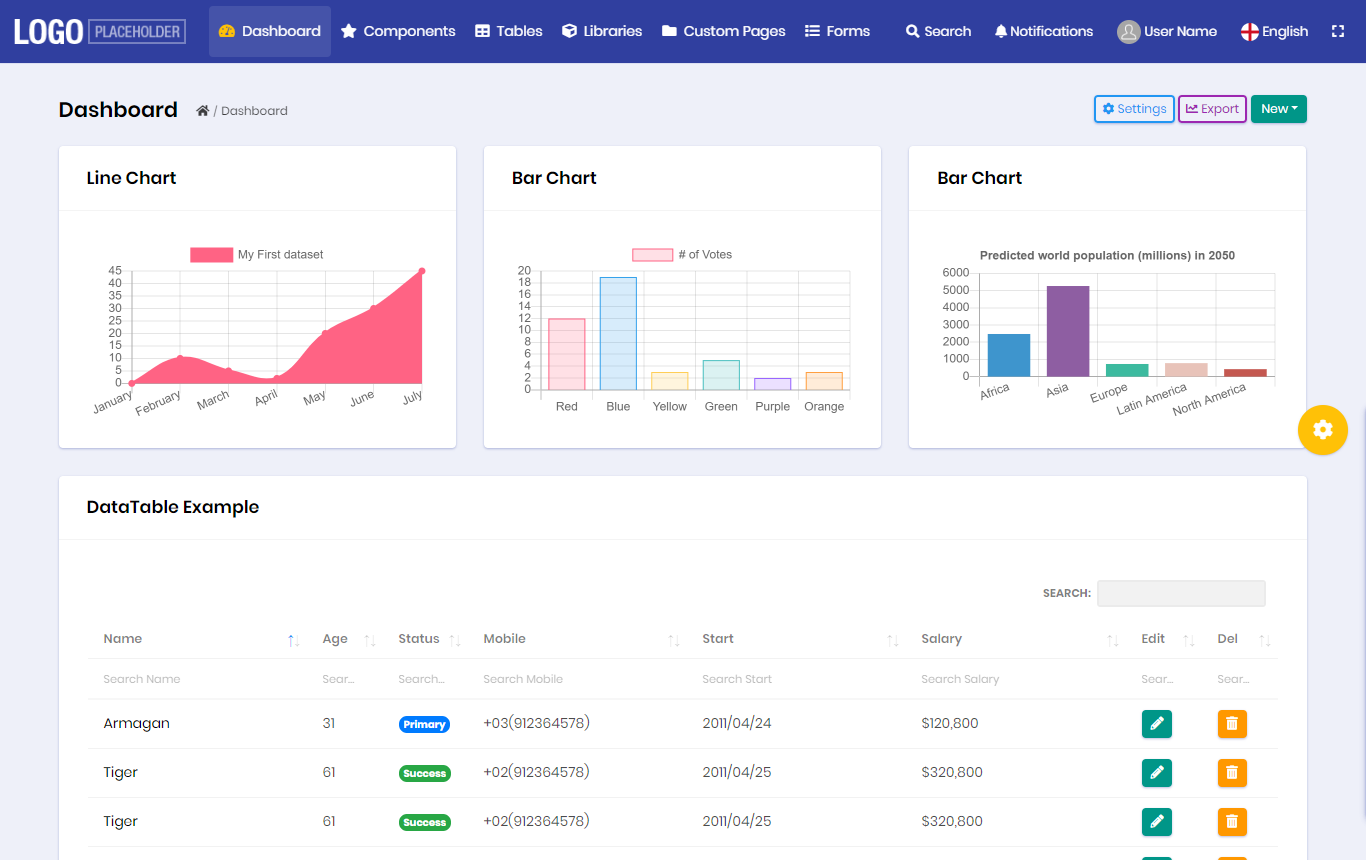 LOGO PLACEHOLDER Dashboard Components Tables Libraries Custom Pages Forms Search Notifications User Name English
Dashboard / Dashboard Settings Export New
Line Chart
My First dataset
45
40
35
30
25
20
15
10
5
0
January February March April May June July
Bar Chart
# of Votes
20
18
16
14
12
10
8
6
4
2
0
Red Blue Yellow Green Purple Orange
Bar Chart
Predicted world population (millions) in 2050
6000
5000
4000
3000
2000
1000
0
Africa Asia Europe Latin America North America
DataTable Example
SEARCH:
Name Age Status Mobile Start Salary Edit Del
Search Name Sear... Search... Search Mobile Search Start Search Salary Sear... Sear...
Armagan 31 Primary +03(912364578) 2011/04/24 $120,800
Tiger 61 Success +02(912364578) 2011/04/25 $320,800
Tiger 61 Success +02(912364578) 2011/04/25 $320,800